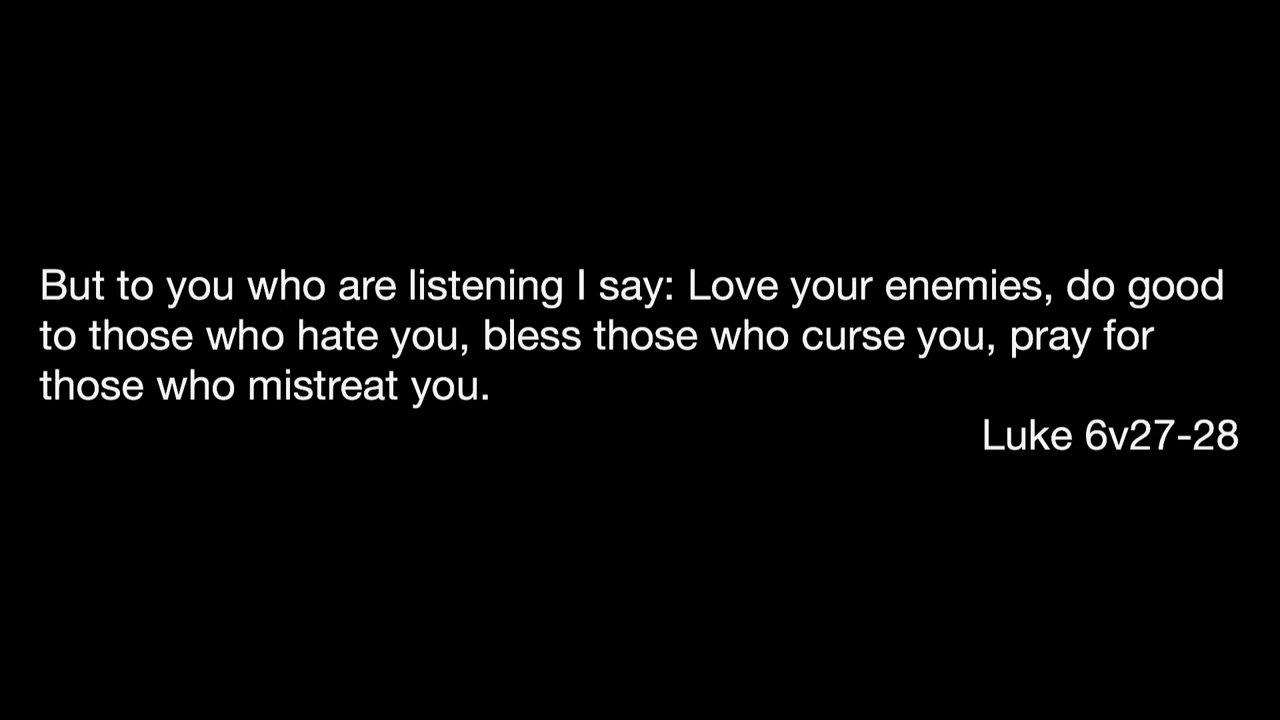 But to you who are listening I say: Love your enemies, do good
to those who hate you, bless those who curse you, pray for
those who mistreat you.
Luke 6v27-28